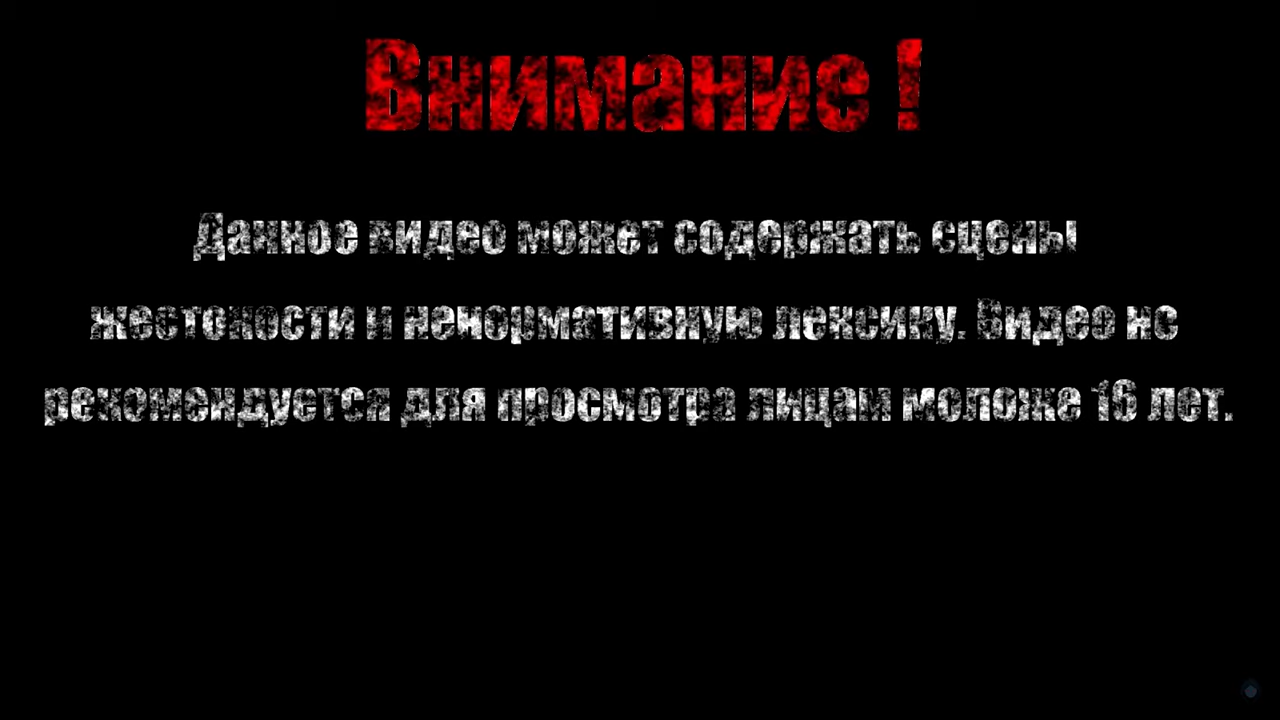 Внимание !
Данное видео может содержать сцены
жестокости и ненормативную лексику. Видео не
рекомендуется для просмотра лицам моложе 16 лет.